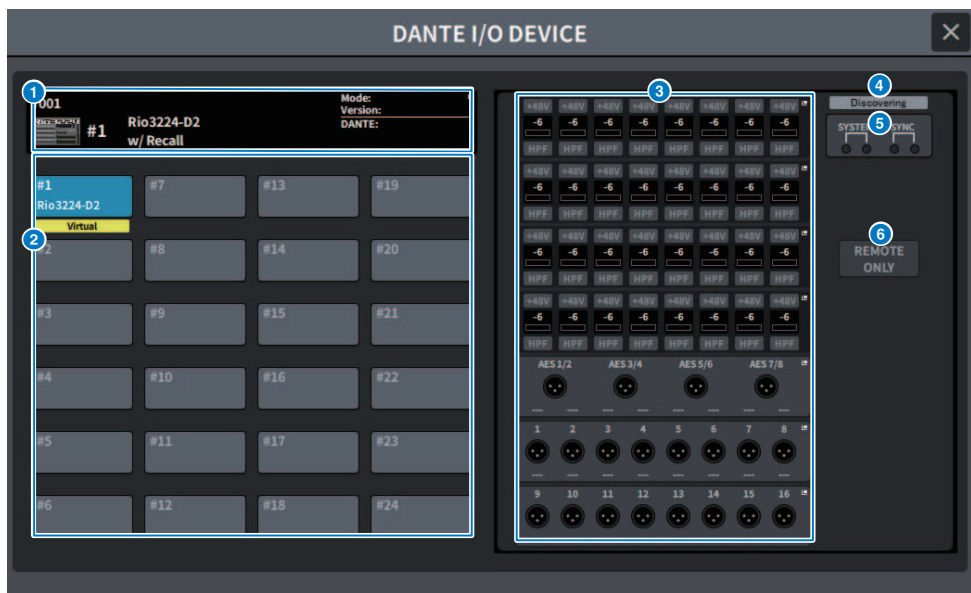 DANTE I/O DEVICE
1
001
#1
Rio3224-D2
w/ Recall
Mode:
Version:
DANTE:
2
#1
Rio3224-D2
Virtual
#7
#13
#19
#2
#8
#14
#20
#3
#9
#15
#21
#4
#10
#16
#22
#5
#11
#17
#23
#6
#12
#18
#24
3
+48V +48V +48V +48V +48V +48V +48V +48V
-6 -6 -6 -6 -6 -6 -6 -6
HPF HPF HPF HPF HPF HPF HPF HPF
+48V +48V +48V +48V +48V +48V +48V +48V
-6 -6 -6 -6 -6 -6 -6 -6
HPF HPF HPF HPF HPF HPF HPF HPF
+48V +48V +48V +48V +48V +48V +48V +48V
-6 -6 -6 -6 -6 -6 -6 -6
HPF HPF HPF HPF HPF HPF HPF HPF
+48V +48V +48V +48V +48V +48V +48V +48V
-6 -6 -6 -6 -6 -6 -6 -6
HPF HPF HPF HPF HPF HPF HPF HPF
AES 1/2 AES 3/4 AES 5/6 AES 7/8
--- --- --- --- --- --- --- ---
1 2 3 4 5 6 7 8
--- --- --- --- --- --- --- ---
9 10 11 12 13 14 15 16
4
Discovering
5
SYSTEM SYNC
6
REMOTE
ONLY